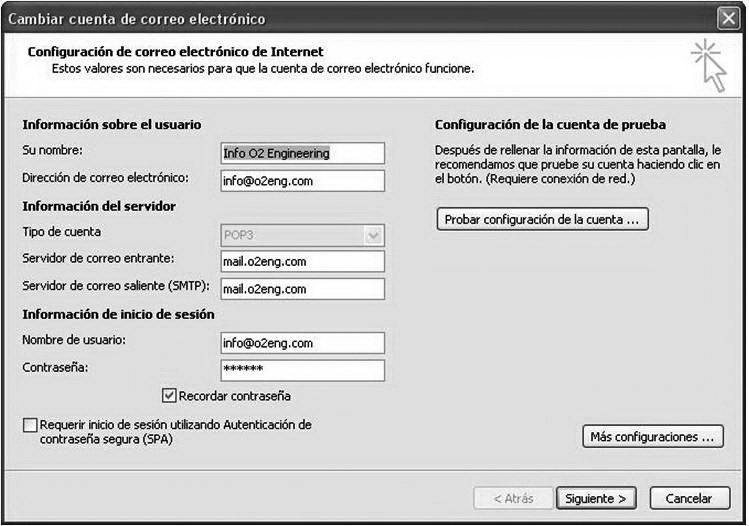 Cambiar cuenta de correo electrónico
Configuración de correo electrónico de Internet
Estos valores son necesarios para que la cuenta de correo electrónico funcione.
Información sobre el usuario
Su nombre:
Info O2 Engineering
Dirección de correo electrónico:
info@o2eng.com
Información del servidor
Tipo de cuenta
POP3
Servidor de correo entrante:
mail.o2eng.com
Servidor de correo saliente (SMTP):
mail.o2eng.com
Información de inicio de sesión
Nombre de usuario:
info@o2eng.com
Contraseña:
******
Recordar contraseña
Requerir inicio de sesión utilizando Autenticación de
contraseña segura (SPA)
Configuración de la cuenta de prueba
Después de rellenar la información de esta pantalla, le
recomendamos que pruebe su cuenta haciendo clic en
el botón. (Requiere conexión de red.)
Probar configuración de la cuenta ...
Más configuraciones ...
< Atrás
Siguiente >
Cancelar